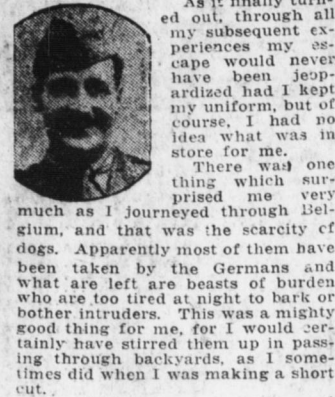 As it finally turn-
ed out, through all
my subsequent ex-
periences my es-
cape would never
have been jeop-
ardized had I kept
my uniform, but of
course, I had no
idea what was in
store for me.
There was one
thing which sur-
prised me very
much as I journeyed through Bel-
gium, and that was the scarcity of
dogs. Apparently most of them have
been taken by the Germans and
what are left are beasts of burden
who are too tired at night to bark on
bother intruders. This was a mighty
good thing for me, for I would cer-
tainly have stirred them up in pass-
ing through backyards, as I some-
times did when I was making a short
cut.